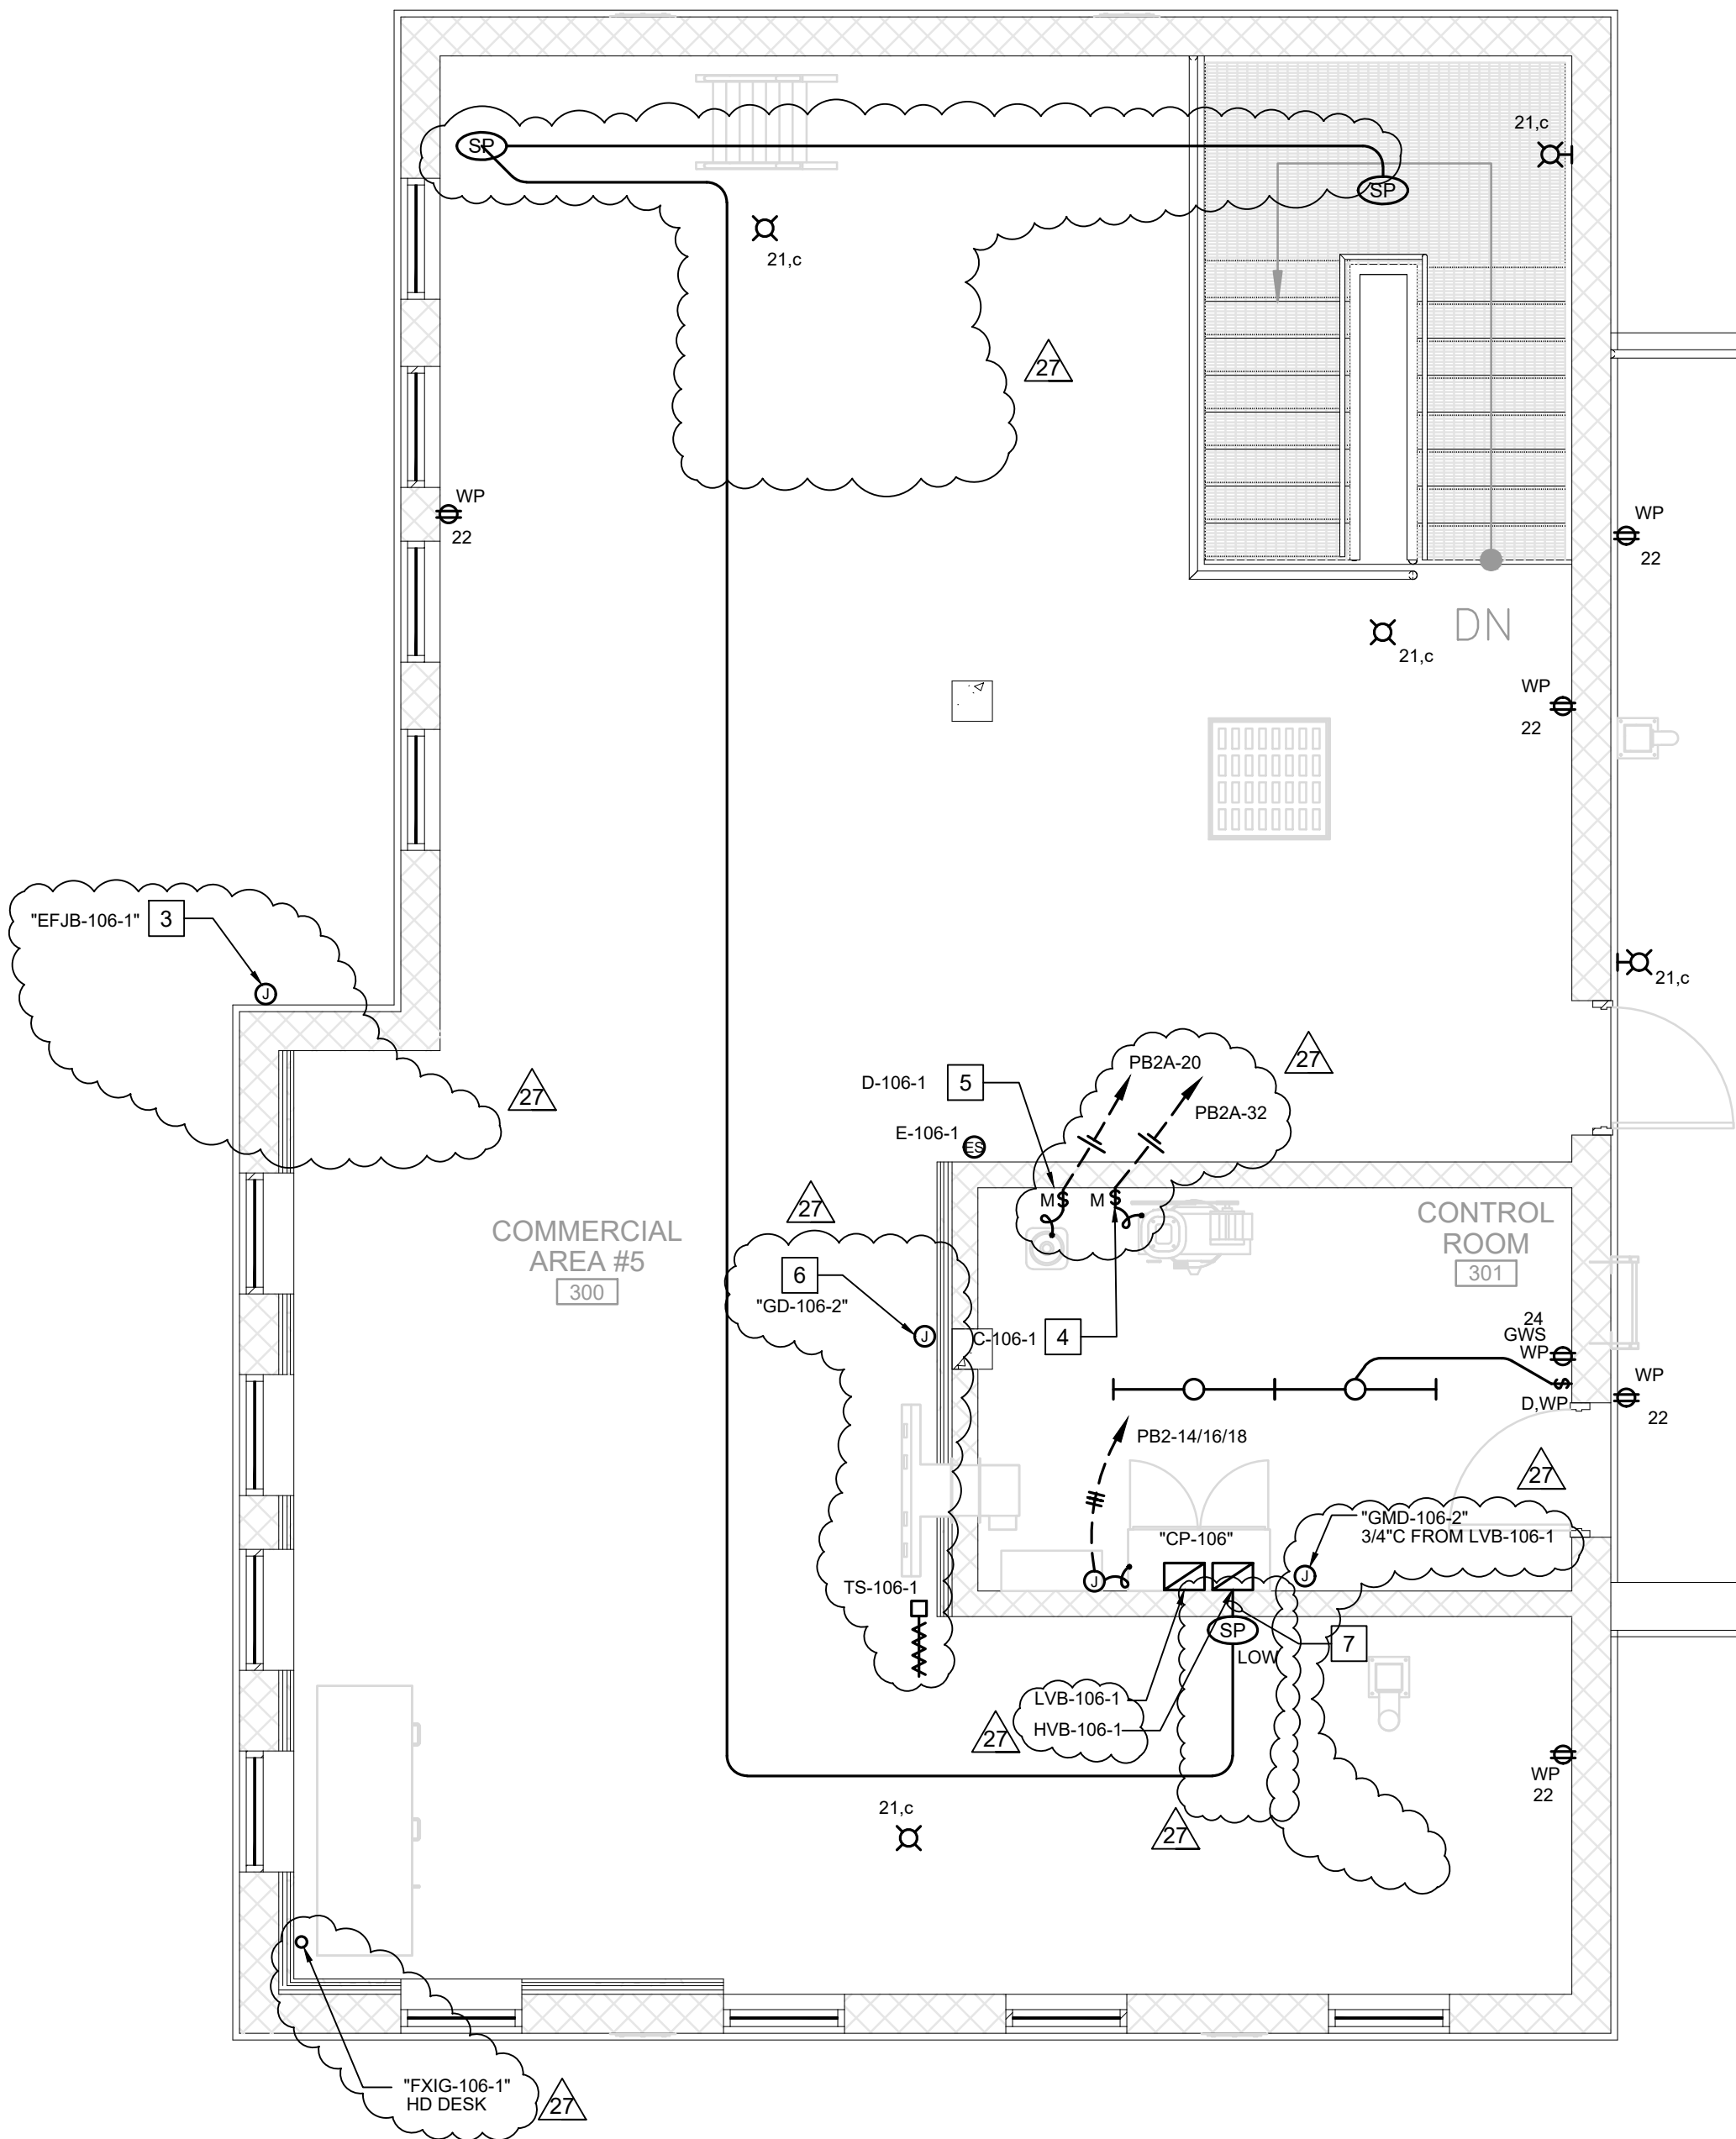 21,c
SP
SP
21,c
27
WP
22
WP
22
DN
21,c
WP
22
"EFJB-106-1" 3
J
21,c
27
27
PB2A-20
D-106-1 5
PB2A-32
E-106-1 ES
M $ M $
27
COMMERCIAL
AREA #5
300
CONTROL
ROOM
301
6
"GD-106-2"
J
C-106-1 4
24
GWS
WP
$
D,WP
WP
22
PB2-14/16/18
27
"GMD-106-2"
3/4"C FROM LVB-106-1
"CP-106"
J
J
TS-106-1
SP
LOW
7
LVB-106-1
HVB-106-1
27
WP
22
21,c
27
"FXIG-106-1"
HD DESK
27